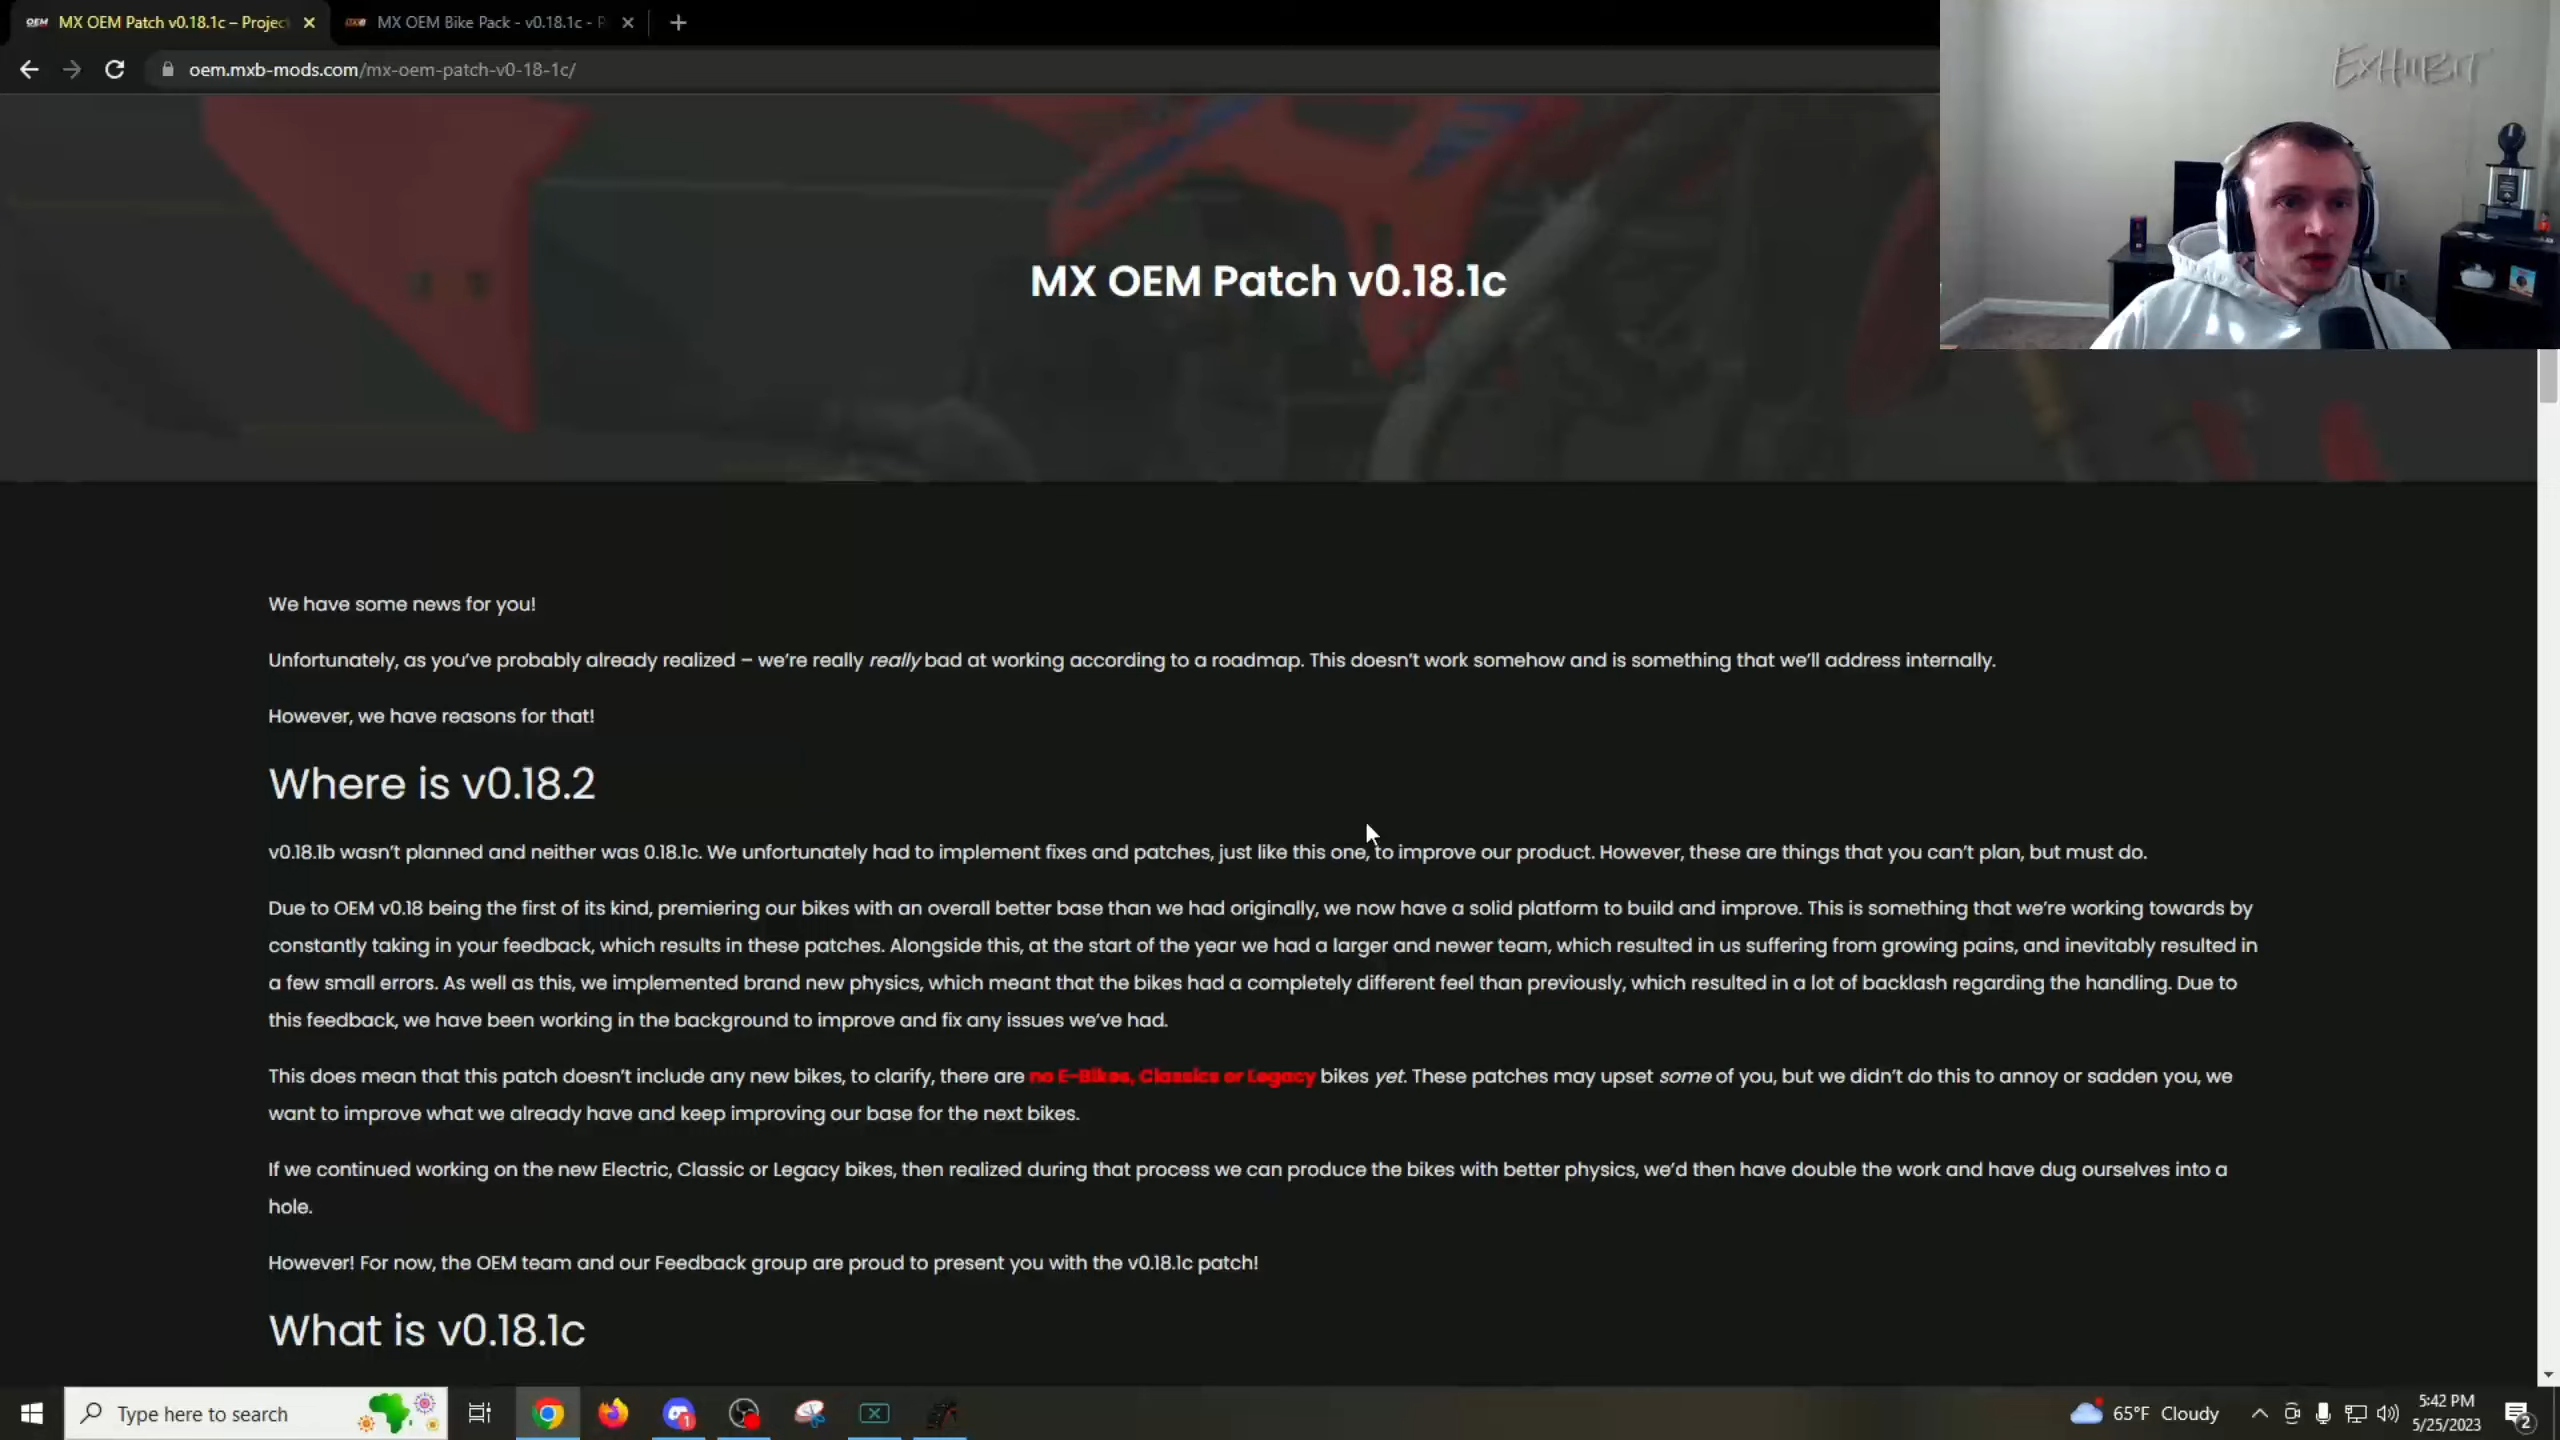 OEM MX OEM Patch v0.18.1c – Projec
MX OEM Bike Pack - v0.18.1c - R
oem.mxb-mods.com/mx-oem-patch-v0-18-1c/
EXHIIBIT
MX OEM Patch v0.18.1c
We have some news for you!
Unfortunately, as you've probably already realized – we're really really bad at working according to a roadmap. This doesn't work somehow and is something that we'll address internally.
However, we have reasons for that!
Where is v0.18.2
v0.18.1b wasn't planned and neither was 0.18.1c. We unfortunately had to implement fixes and patches, just like this one, to improve our product. However, these are things that you can't plan, but must do.
Due to OEM v0.18 being the first of its kind, premiering our bikes with an overall better base than we had originally, we now have a solid platform to build and improve. This is something that we're working towards by
constantly taking in your feedback, which results in these patches. Alongside this, at the start of the year we had a larger and newer team, which resulted in us suffering from growing pains, and inevitably resulted in
a few small errors. As well as this, we implemented brand new physics, which meant that the bikes had a completely different feel than previously, which resulted in a lot of backlash regarding the handling. Due to
this feedback, we have been working in the background to improve and fix any issues we've had.
This does mean that this patch doesn't include any new bikes, to clarify, there are no E-Bikes, Classics or Legacy bikes yet. These patches may upset some of you, but we didn't do this to annoy or sadden you, we
want to improve what we already have and keep improving our base for the next bikes.
If we continued working on the new Electric, Classic or Legacy bikes, then realized during that process we can produce the bikes with better physics, we'd then have double the work and have dug ourselves into a
hole.
However! For now, the OEM team and our Feedback group are proud to present you with the v0.18.1c patch!
What is v0.18.1c
Type here to search
1
65°F Cloudy
5:42 PM
5/25/2023
2